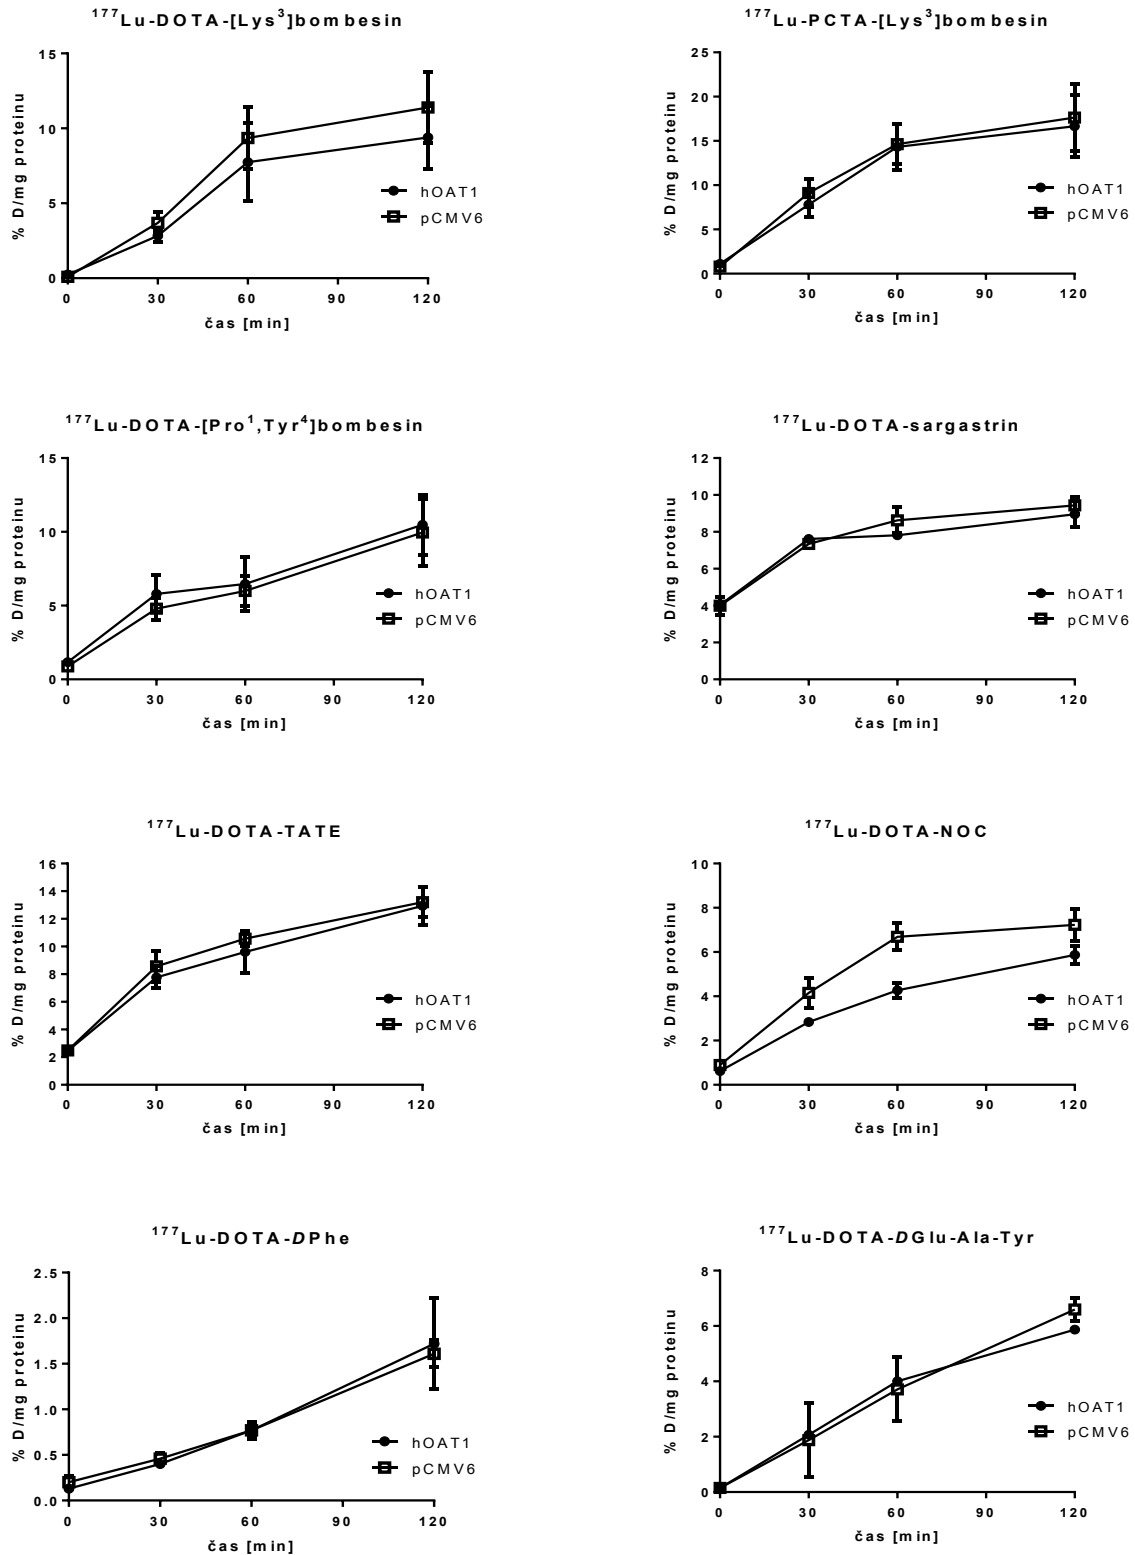 177Lu-DOTA-[Lys3]bombesin
% D/mg proteinu
15
10
5
0
0 30 60 90 120
čas [min]
hOAT1
pCMV6
177Lu-PCTA-[Lys3]bombesin
% D/mg proteinu
25
20
15
10
5
0
0 30 60 90 120
čas [min]
hOAT1
pCMV6
177Lu-DOTA-[Pro1,Tyr4]bombesin
% D/mg proteinu
15
10
5
0
0 30 60 90 120
čas [min]
hOAT1
pCMV6
177Lu-DOTA-sargastrin
% D/mg proteinu
12
10
8
6
4
2
0
0 30 60 90 120
čas [min]
hOAT1
pCMV6
177Lu-DOTA-TATE
% D/mg proteinu
16
14
12
10
8
6
4
2
0
0 30 60 90 120
čas [min]
hOAT1
pCMV6
177Lu-DOTA-NOC
% D/mg proteinu
10
8
6
4
2
0
0 30 60 90 120
čas [min]
hOAT1
pCMV6
177Lu-DOTA-DPhe
% D/mg proteinu
2.5
2.0
1.5
1.0
0.5
0.0
0 30 60 90 120
čas [min]
hOAT1
pCMV6
177Lu-DOTA-DGlu-Ala-Tyr
% D/mg proteinu
8
6
4
2
0
0 30 60 90 120
čas [min]
hOAT1
pCMV6